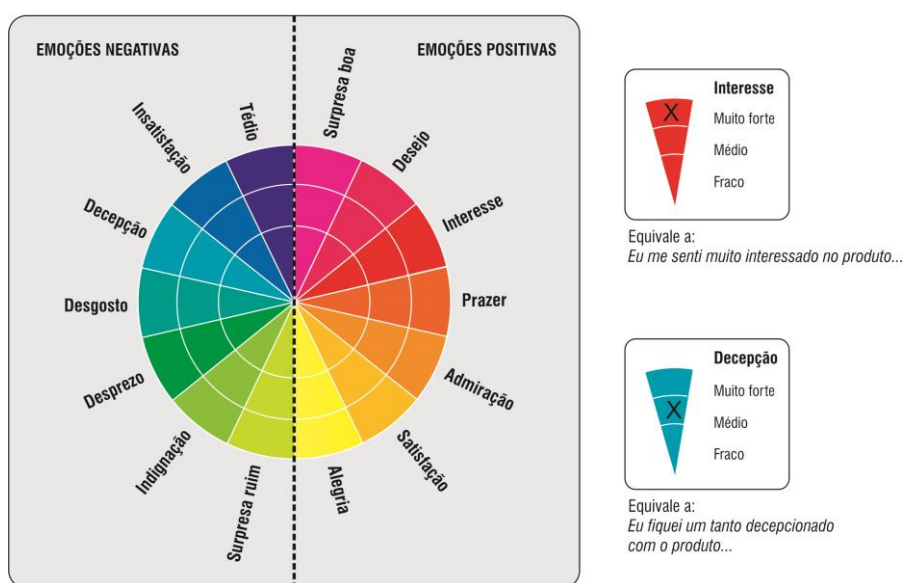 EMOÇÕES NEGATIVAS
EMOÇÕES POSITIVAS
Surpresa boa
Desejo
Interesse
Prazer
Admiração
Satisfação
Alegria
Surpresa ruim
Indignação
Desprezo
Desgosto
Decepção
Insatisfação
Tédio
Interesse
X
Muito forte
Médio
Fraco
Equivale a:
Eu me senti muito interessado no produto...
Decepção
Muito forte
X
Médio
Fraco
Equivale a:
Eu fiquei um tanto decepcionado
com o produto...